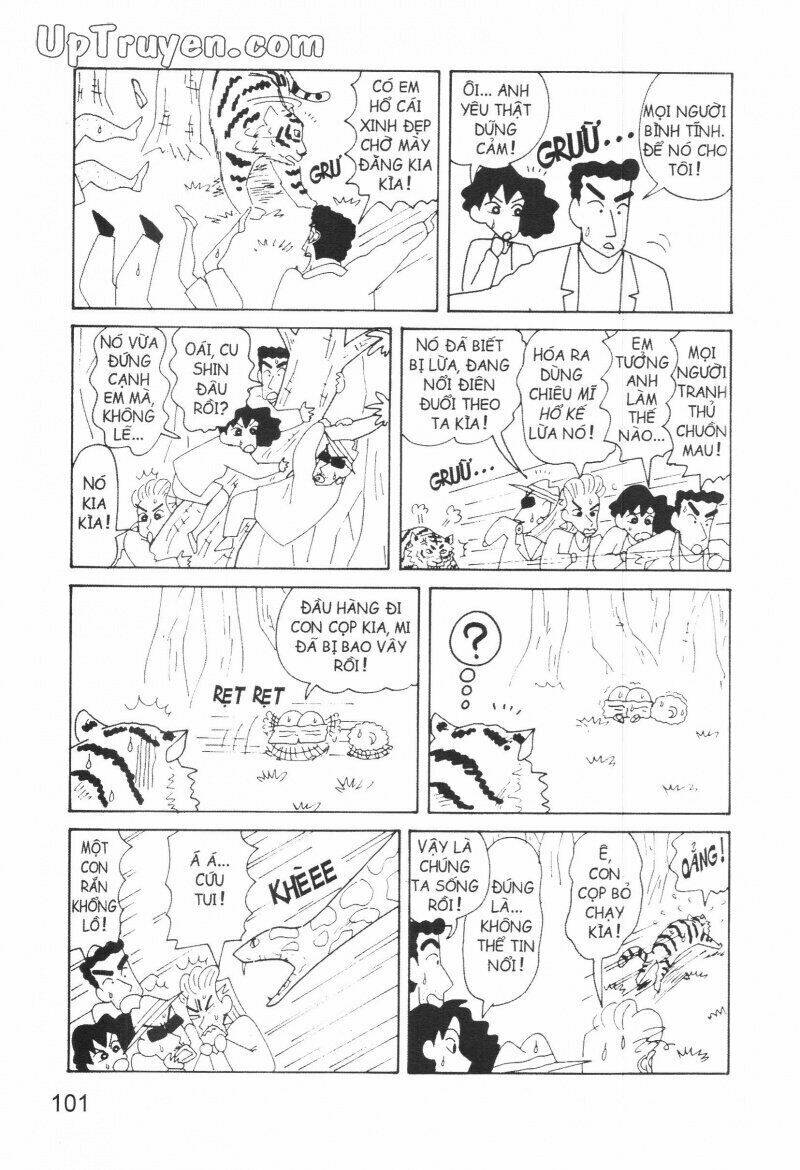 UpTruyen.com
MỌI NGƯỜI
BÌNH TĨNH.
ĐỂ NÓ CHO
TÔI!
GRUỪ...
ÔI... ANH
YÊU THẬT
DŨNG
CẢM!
CÓ EM
HỔ CÁI
XINH ĐẸP
CHỜ MÀY
ĐẰNG KIA
KÌA!
GRỪ
MỌI
NGƯỜI
TRANH
THỦ
CHUỒN
MAU!
EM
TƯỞNG
ANH
LÀM
THẾ
NÀO...
HÓA RA
DÙNG
CHIÊU MĨ
HỔ KẾ
LỪA NÓ!
NÓ ĐÃ BIẾT
BỊ LỪA, ĐANG
NỔI ĐIÊN
ĐUỔI THEO
TA KÌA!
GRUỪ...
OÁI, CU
SHIN
ĐÂU
RỒI?
NÓ VỪA
ĐỨNG
CẠNH
EM MÀ,
KHÔNG
LẼ...
NÓ
KIA
KÌA!
?
ĐẦU HÀNG ĐI
CON CỌP KIA, MI
ĐÃ BỊ BAO VÂY
RỒI!
RẸT RẸT
OẲNG!
Ê,
CON
CỌP BỎ
CHẠY
KÌA!
ĐÚNG
LÀ...
KHÔNG
THỂ TIN
NỔI!
VẬY LÀ
CHÚNG
TA SỐNG
RỒI!
KHÈEE
Á Á...
CỨU
TUI!
MỘT
CON
RẮN
KHỔNG
LỒ!
101